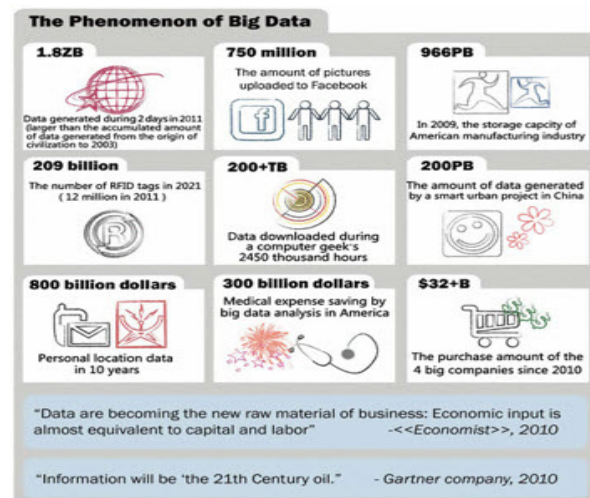 The Phenomenon of Big Data
1.8ZB
Data generated during 2 days in 2011
(larger than the accumulated amount
of data generated from the origin of
civilization to 2003)
750 million
The amount of pictures
uploaded to Facebook
f
966PB
In 2009, the storage capcity of
American manufacturing industry
209 billion
The number of RFID tags in 2021
( 12 million in 2011 )
R
200+TB
Data downloaded during
a computer geek's
2450 thousand hours
200PB
The amount of data generated
by a smart urban project in China
800 billion dollars
Personal location data
in 10 years
300 billion dollars
Medical expense saving by
big data analysis in America
$32+B
The purchase amount of the
4 big companies since 2010
"Data are becoming the new raw material of business: Economic input is
almost equivalent to capital and labor" -<<Economist>>, 2010
"Information will be 'the 21th Century oil." - Gartner company, 2010